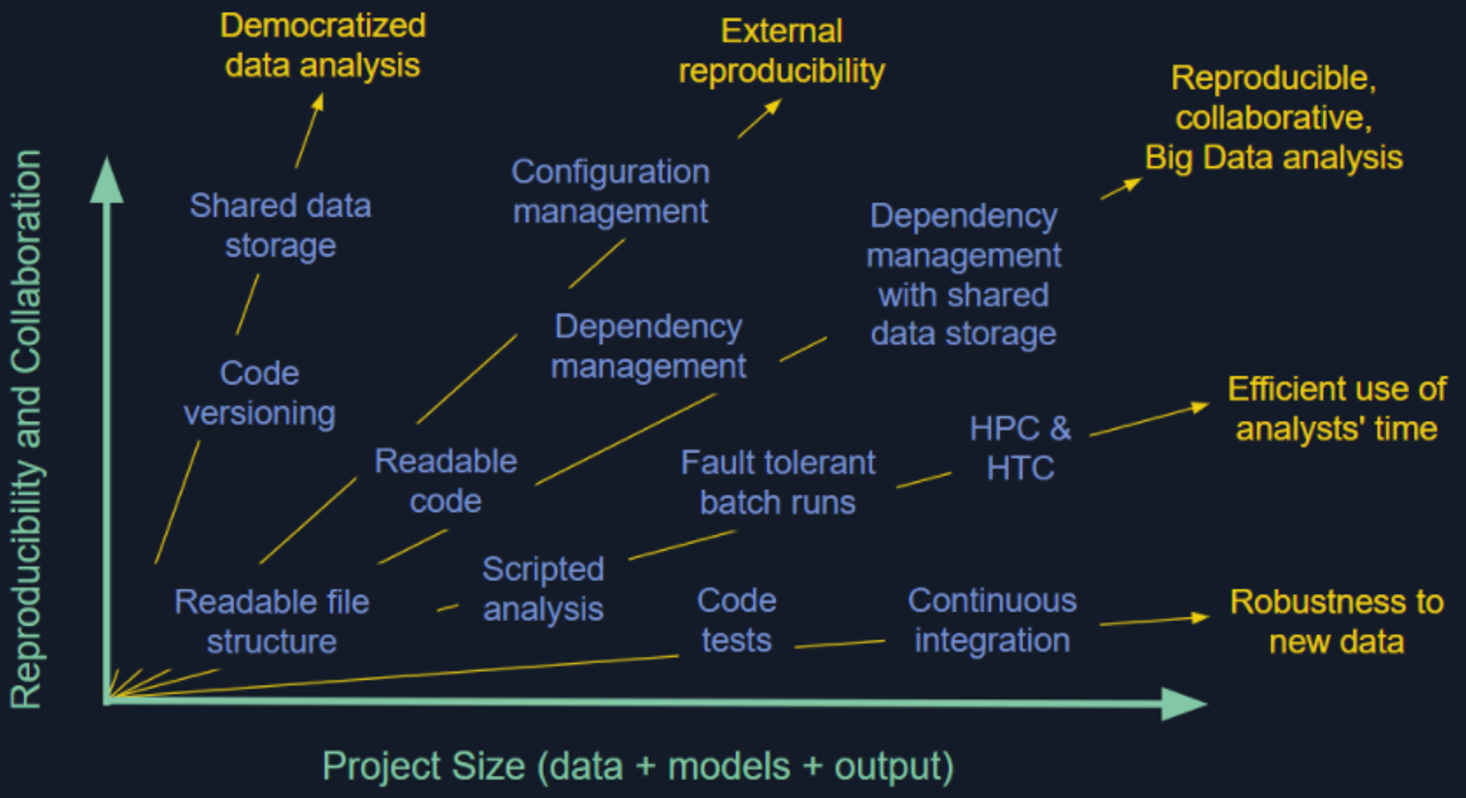 Democratized
data analysis
External
reproducibility
Reproducible,
collaborative,
Big Data analysis
Shared data
storage
Configuration
management
Dependency
management
with shared
data storage
Code
versioning
Dependency
management
Efficient use of
analysts' time
Readable
code
Fault tolerant
batch runs
HPC &
HTC
Readable file
structure
Scripted
analysis
Code
tests
Continuous
integration
Robustness to
new data
Reproducibility and Collaboration
Project Size (data + models + output)